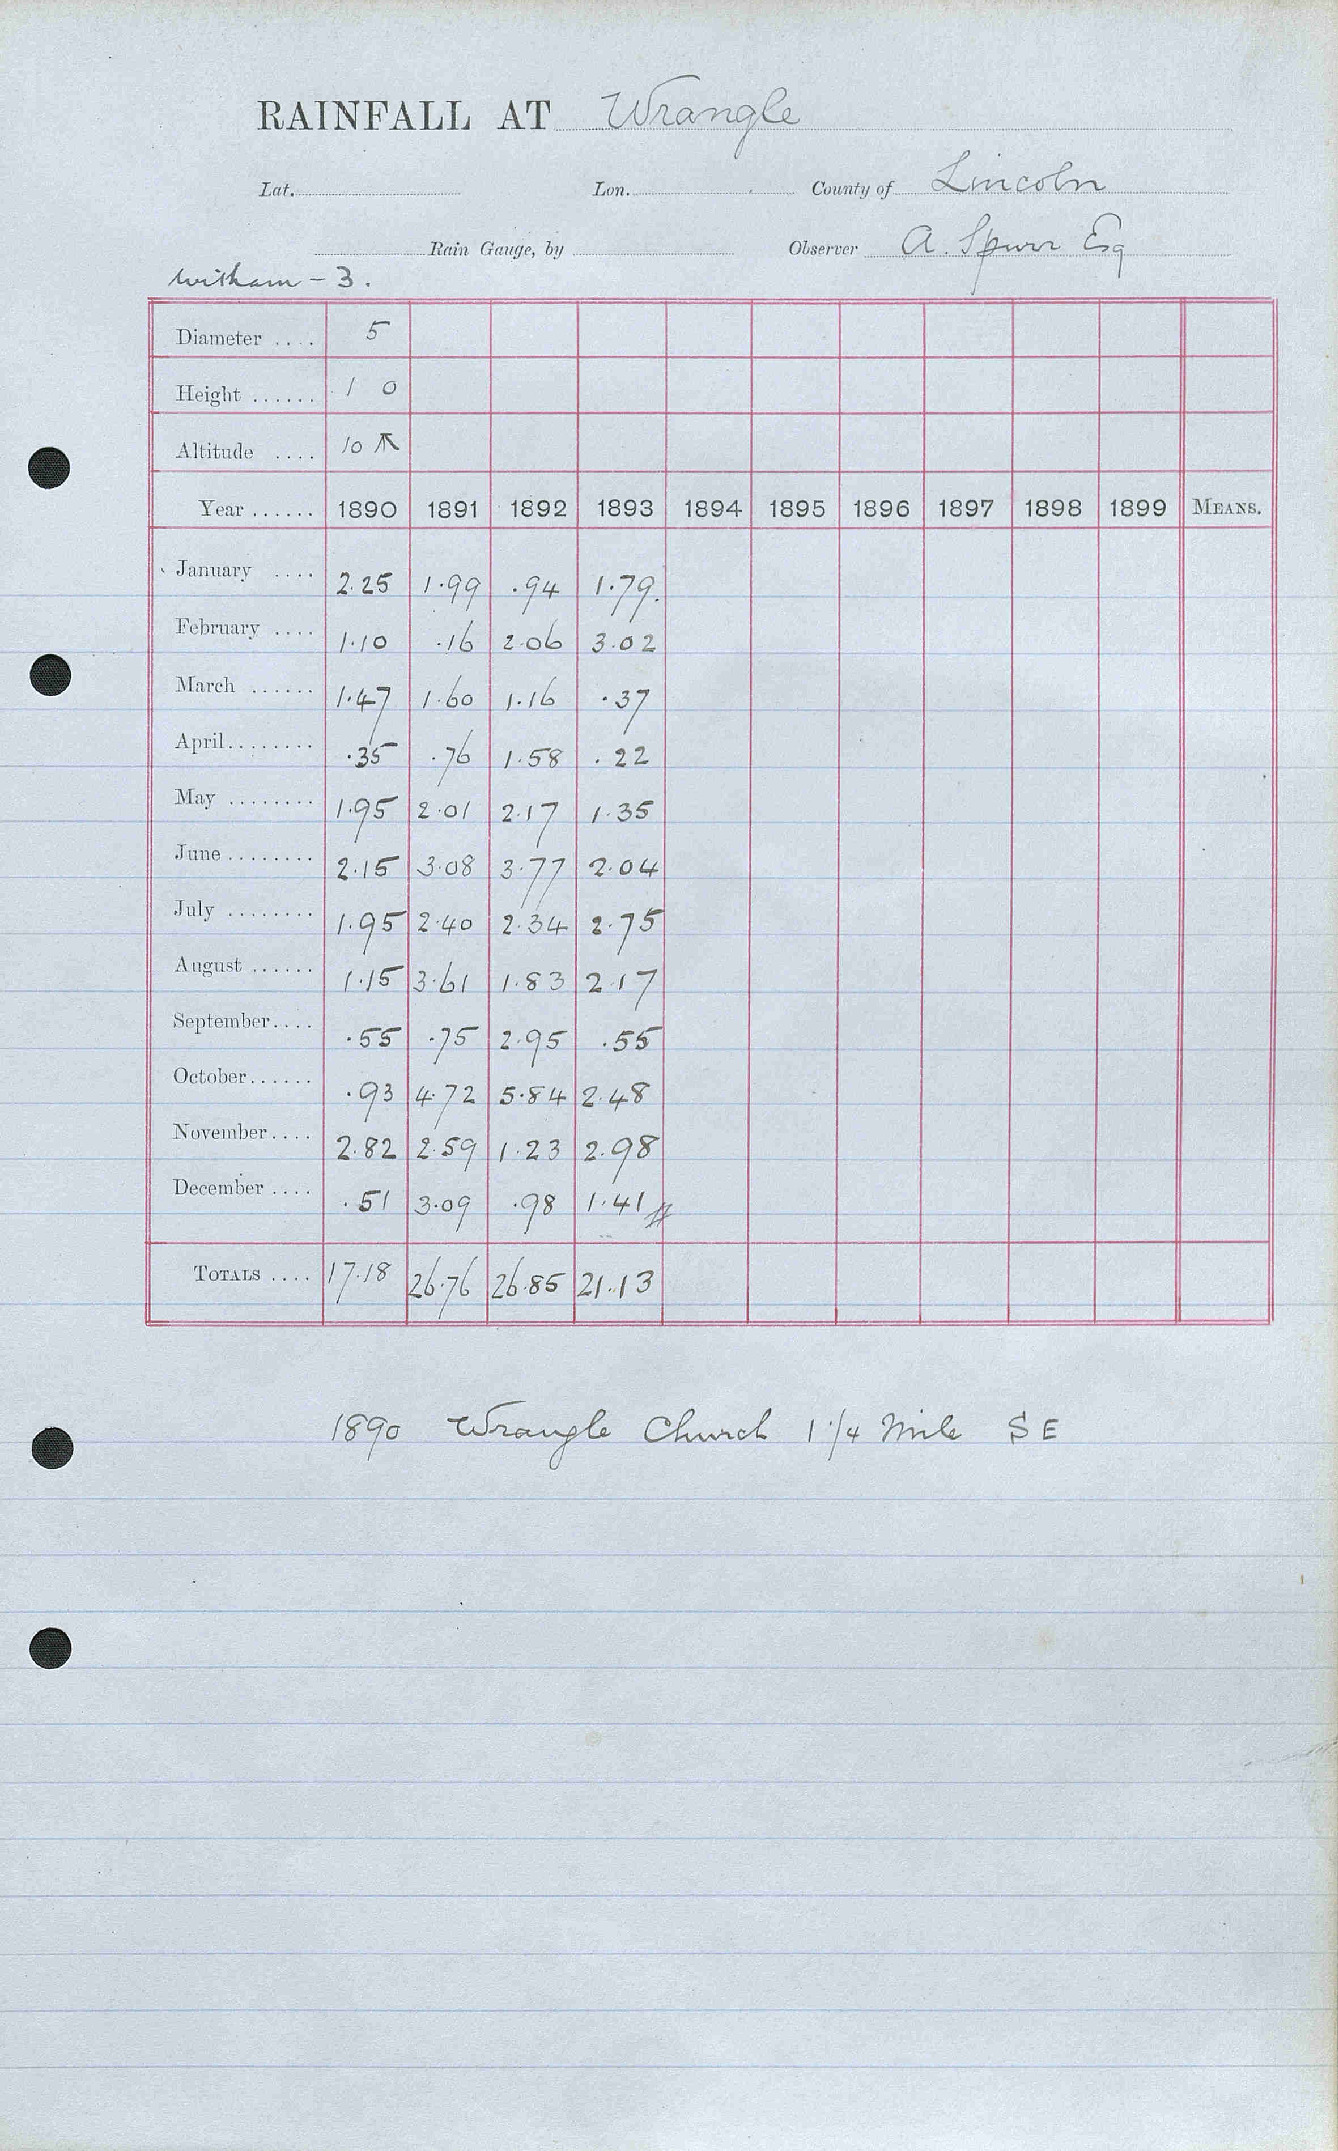 RAINFALL AT Wrangle
Lat. Lon. County of Lincoln
Rain Gauge, by Observer A. Spurr Esq
Witham - 3.
Diameter .... 5
Height ...... 1 0
Altitude .... 10
Year ...... 1890 1891 1892 1893 1894 1895 1896 1897 1898 1899 MEANS.
January .... 2.25 1.99 .94 1.79.
February .... 1.10 .16 2.06 3.02
March ...... 1.47 1.60 1.16 .37
April ........ .35 .76 1.58 .22
May ........ 1.95 2.01 2.17 1.35
June ........ 2.15 3.08 3.77 2.04
July ........ 1.95 2.40 2.34 2.75
August ...... 1.15 3.61 1.83 2.17
September.... .55 .75 2.95 .55
October...... .93 4.72 5.84 2.48
November.... 2.82 2.59 1.23 2.98
December .... .51 3.09 .98 1.41
TOTALS .... 17.18 26.76 26.85 21.13
1890 Wrangle Church 1 1/4 Mile SE